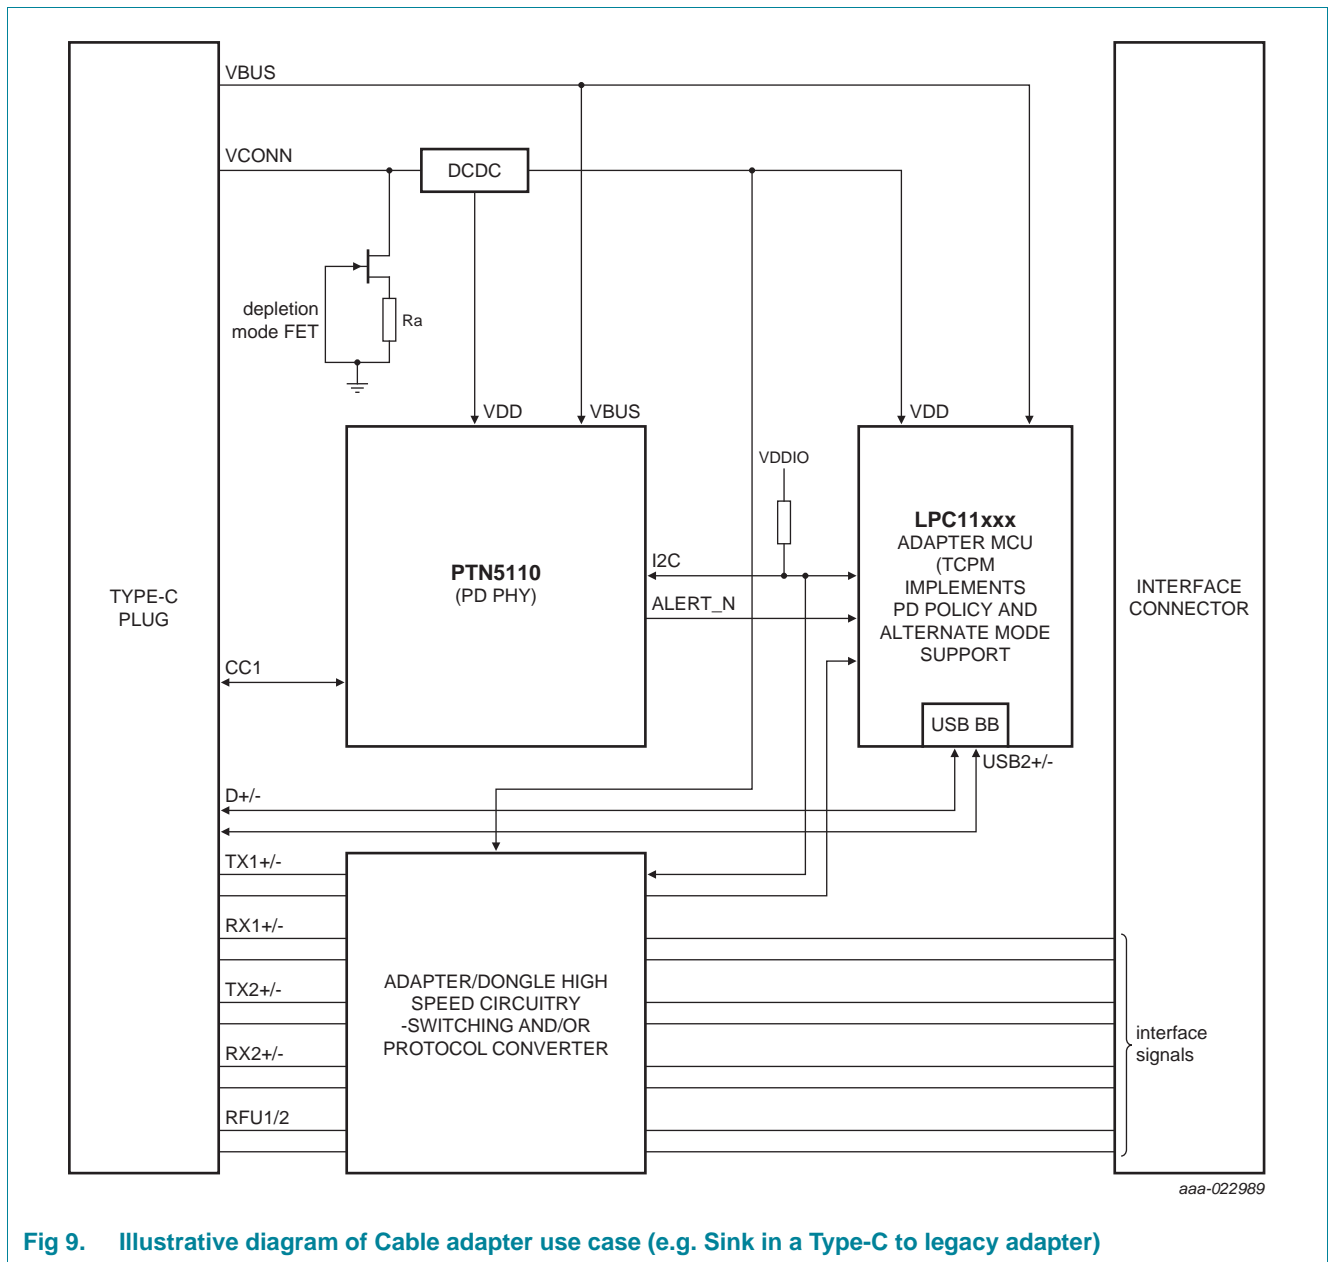 VBUS
VCONN
DCDC
depletion
mode FET
Ra
VDD
VBUS
VDD
VDDIO
LPC11xxx
ADAPTER MCU
(TCPM
IMPLEMENTS
PD POLICY AND
ALTERNATE MODE
SUPPORT
I2C
PTN5110
(PD PHY)
ALERT_N
TYPE-C
PLUG
INTERFACE
CONNECTOR
CC1
USB BB
USB2+/-
D+/-
TX1+/-
RX1+/-
TX2+/-
RX2+/-
RFU1/2
ADAPTER/DONGLE HIGH
SPEED CIRCUITRY
-SWITCHING AND/OR
PROTOCOL CONVERTER
interface
signals
aaa-022989
Fig 9. Illustrative diagram of Cable adapter use case (e.g. Sink in a Type-C to legacy adapter)